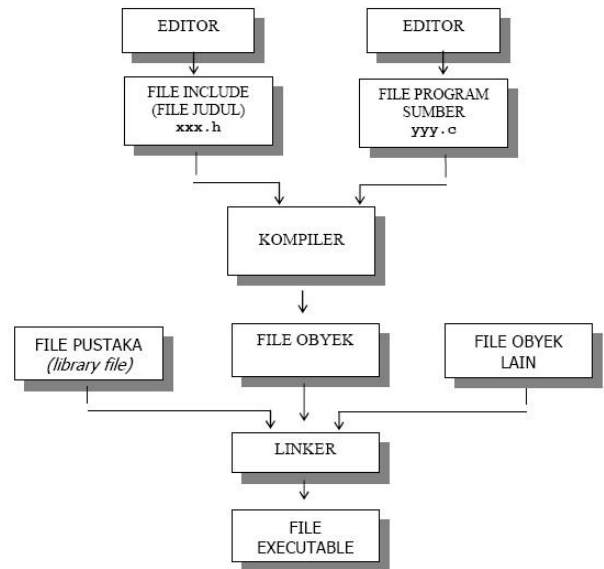 EDITOR
EDITOR
FILE INCLUDE
(FILE JUDUL)
xxx.h
FILE PROGRAM
SUMBER
yyy.c
KOMPILER
FILE PUSTAKA
(library file)
FILE OBYEK
FILE OBYEK
LAIN
LINKER
FILE
EXECUTABLE